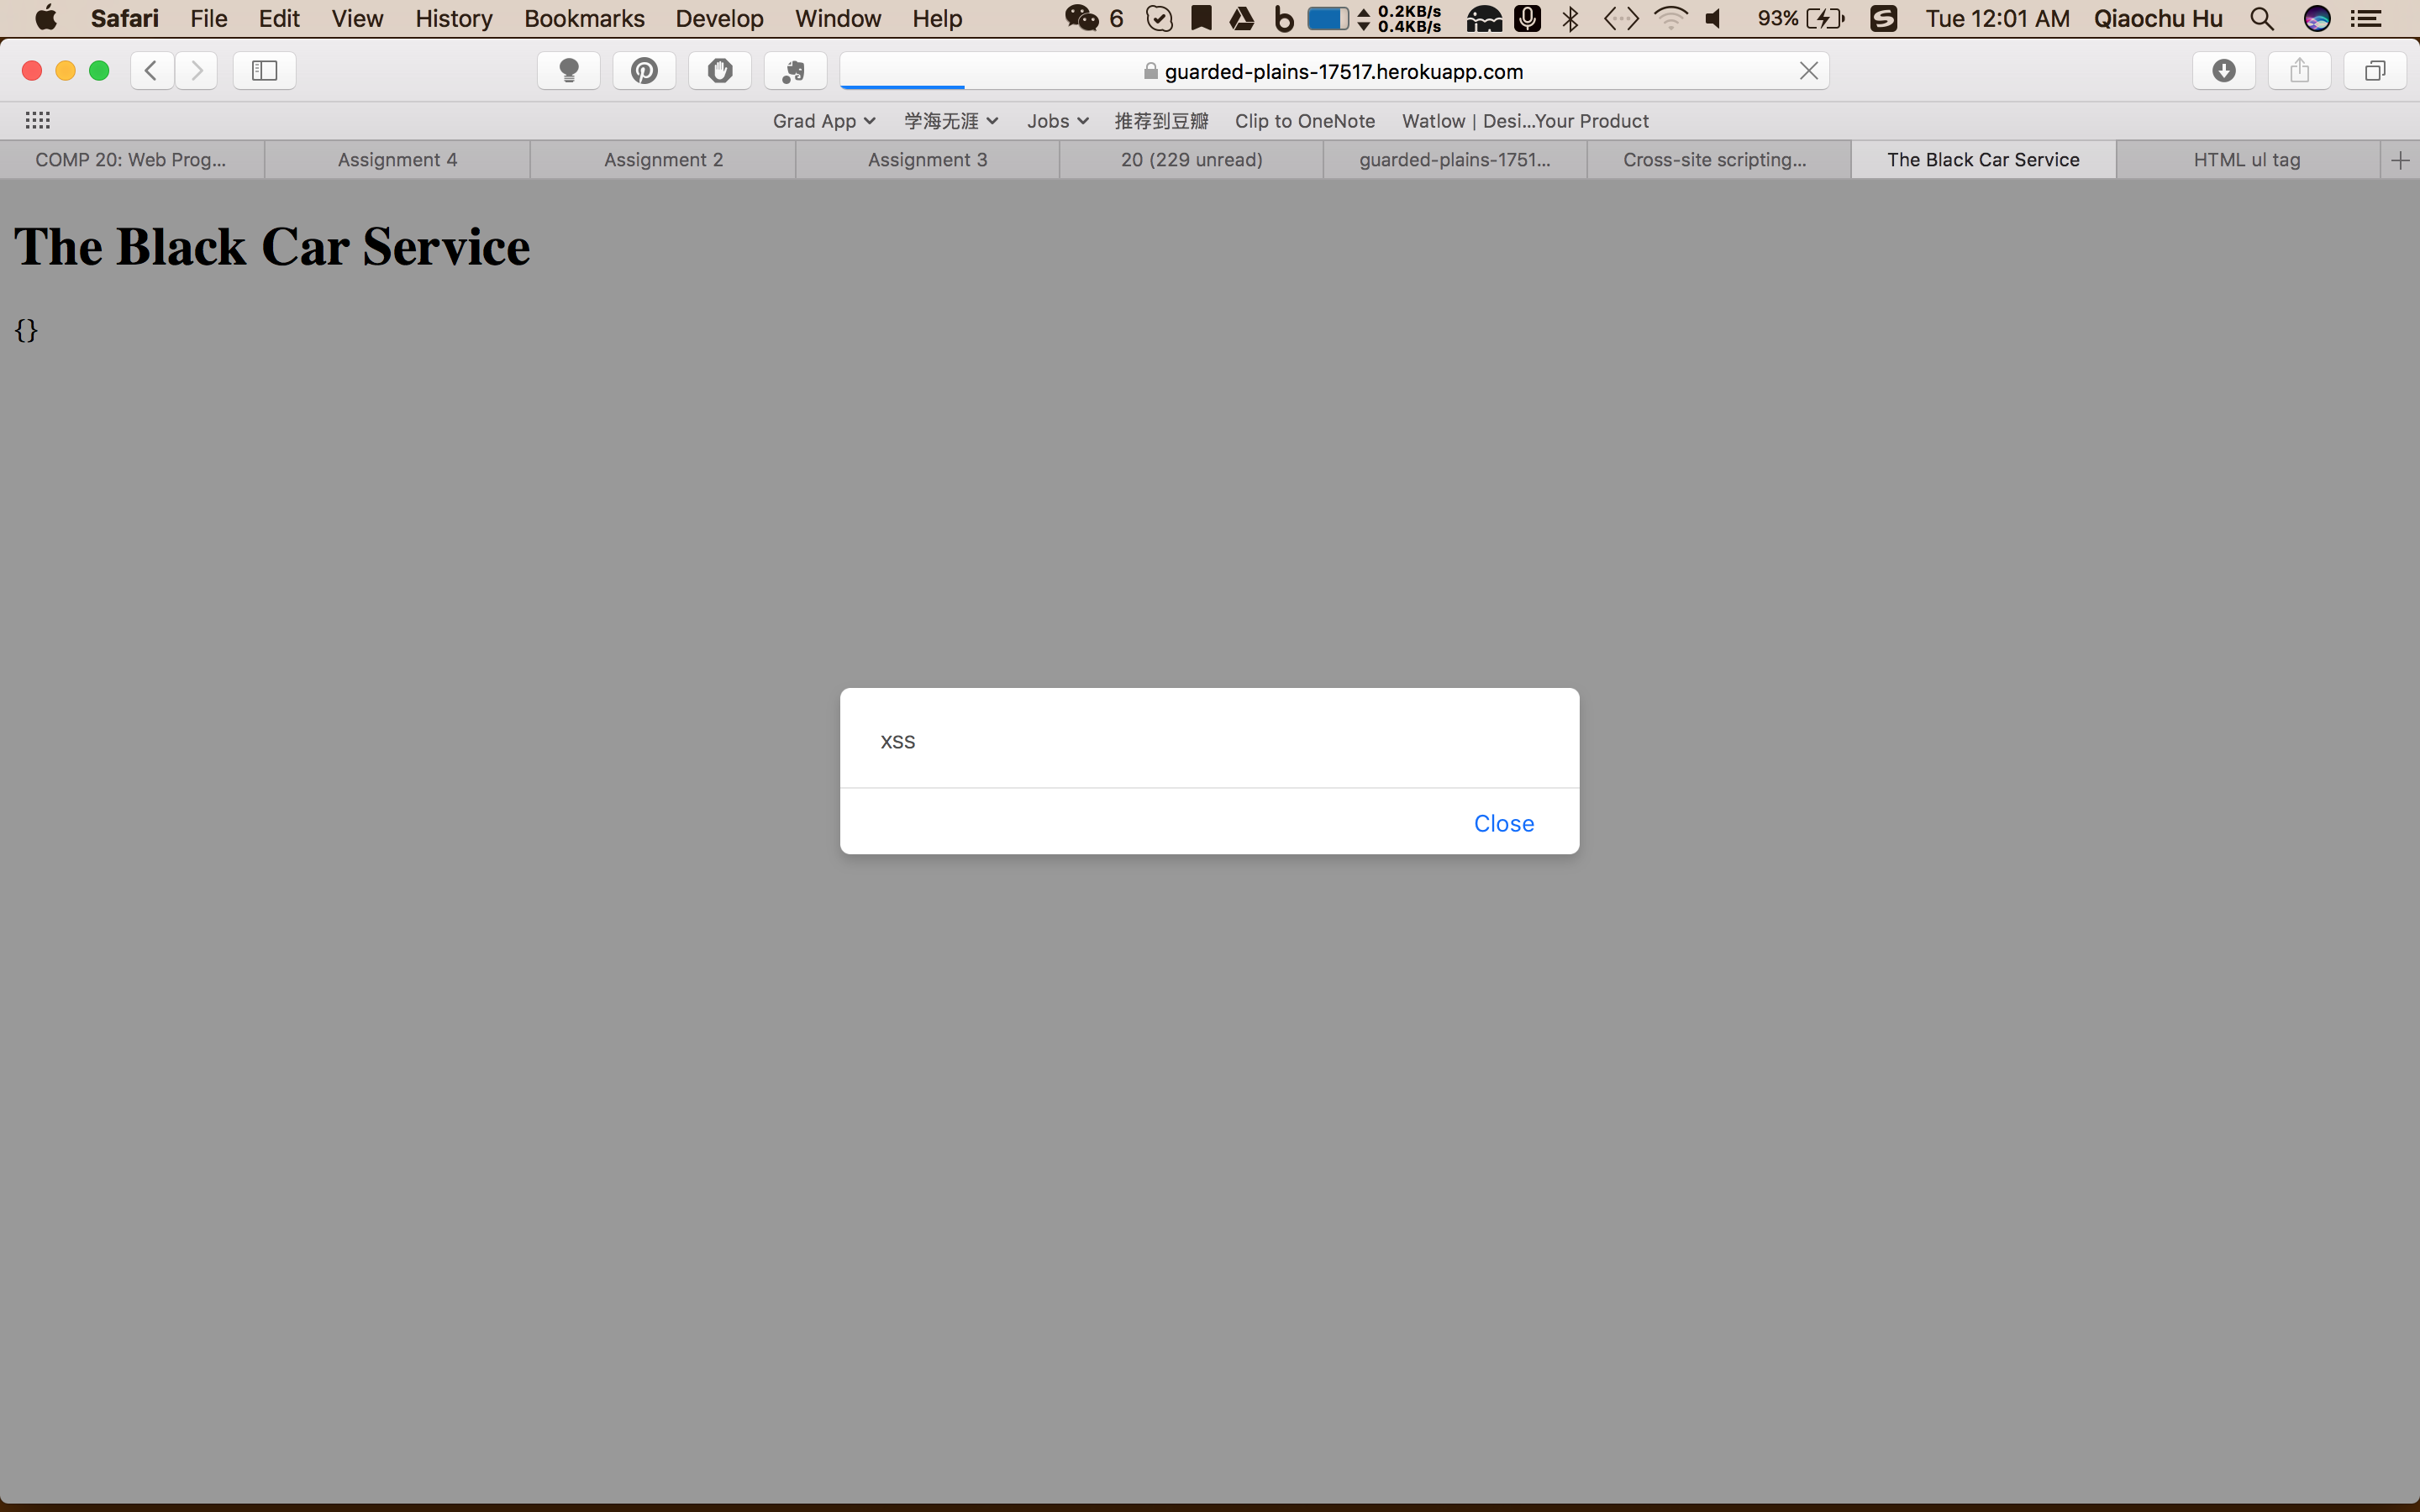 Safari File Edit View History Bookmarks Develop Window Help 6 0.2KB/s 0.4KB/s 93% Tue 12:01 AM Qiaochu Hu
guarded-plains-17517.herokuapp.com
Grad App 学海无涯 Jobs 推荐到豆瓣 Clip to OneNote Watlow | Desi...Your Product
COMP 20: Web Prog... Assignment 4 Assignment 2 Assignment 3 20 (229 unread) guarded-plains-1751... Cross-site scripting... The Black Car Service HTML ul tag
The Black Car Service
{}
xss
Close